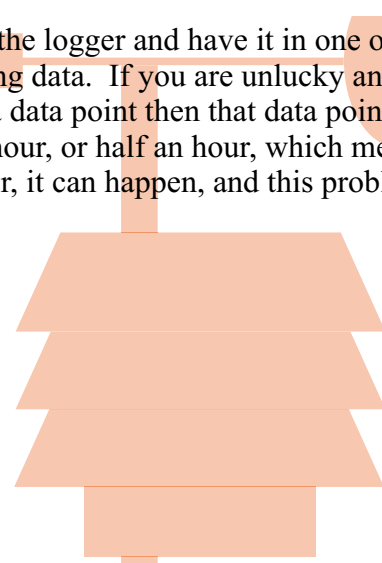 the logger and have it in one o
ng data. If you are unlucky an
data point then that data poin
hour, or half an hour, which me
r, it can happen, and this probl